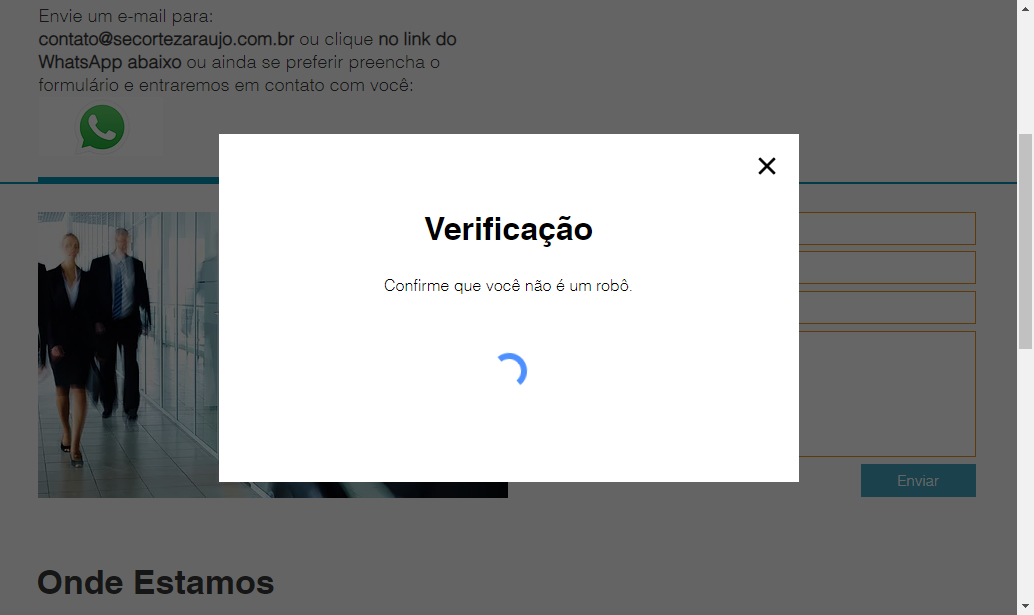 Envie um e-mail para:
contato@secortezaraujo.com.br ou clique no link do
WhatsApp abaixo ou ainda se preferir preencha o
formulário e entraremos em contato com você:
Verificação
Confirme que você não é um robô.
Enviar
Onde Estamos